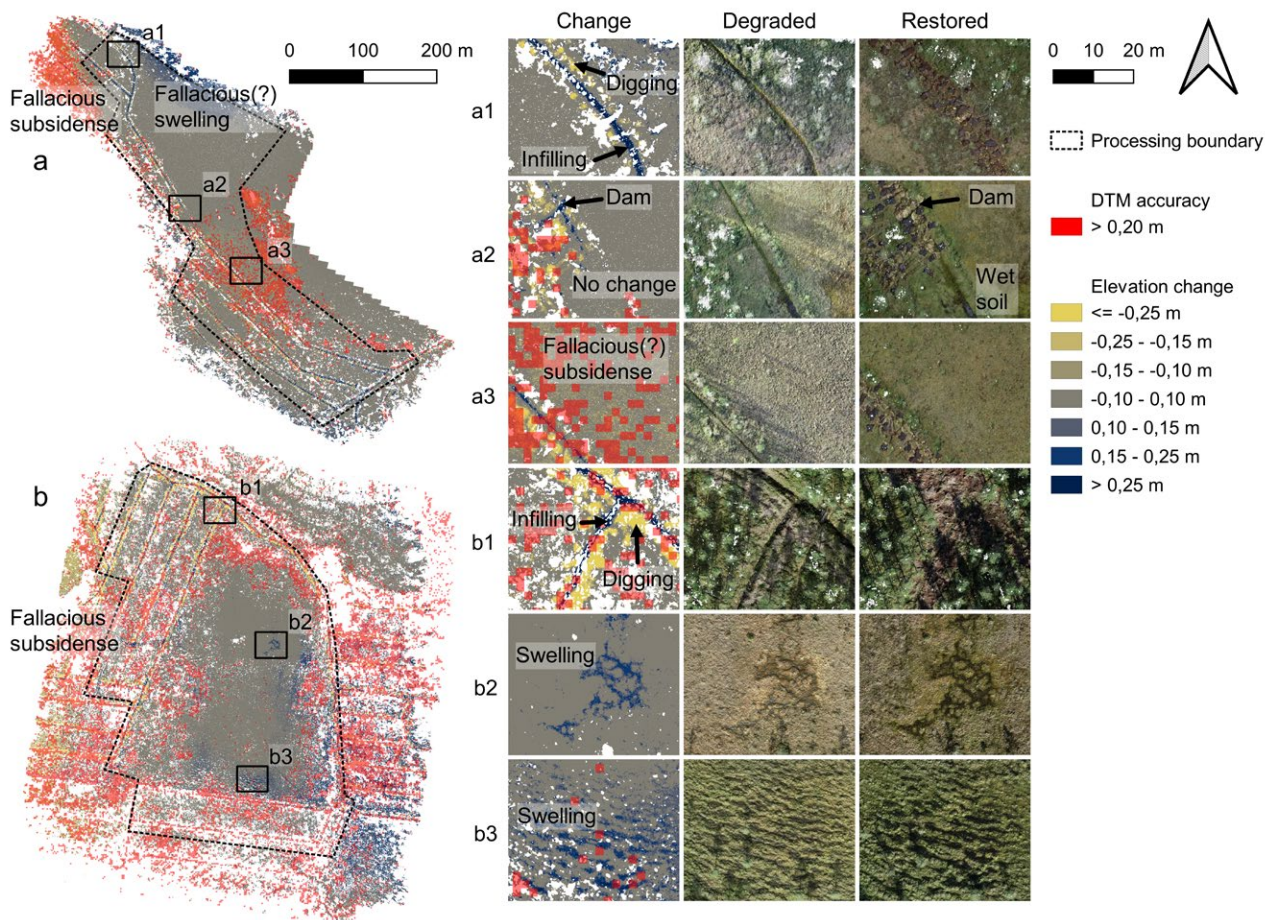 a1
Fallacious
subsidense
Fallacious(?)
swelling
a
a2
a3
0 100 200 m
b
b1
Fallacious
subsidense
b2
b3
Change Degraded Restored
a1
Digging
Infilling
a2
Dam
No change
Dam
Wet
soil
a3
Fallacious(?)
subsidense
b1
Infilling
Digging
b2
Swelling
b3
Swelling
0 10 20 m
Processing boundary
DTM accuracy
> 0,20 m
Elevation change
<= -0,25 m
-0,25 - -0,15 m
-0,15 - -0,10 m
-0,10 - 0,10 m
0,10 - 0,15 m
0,15 - 0,25 m
> 0,25 m